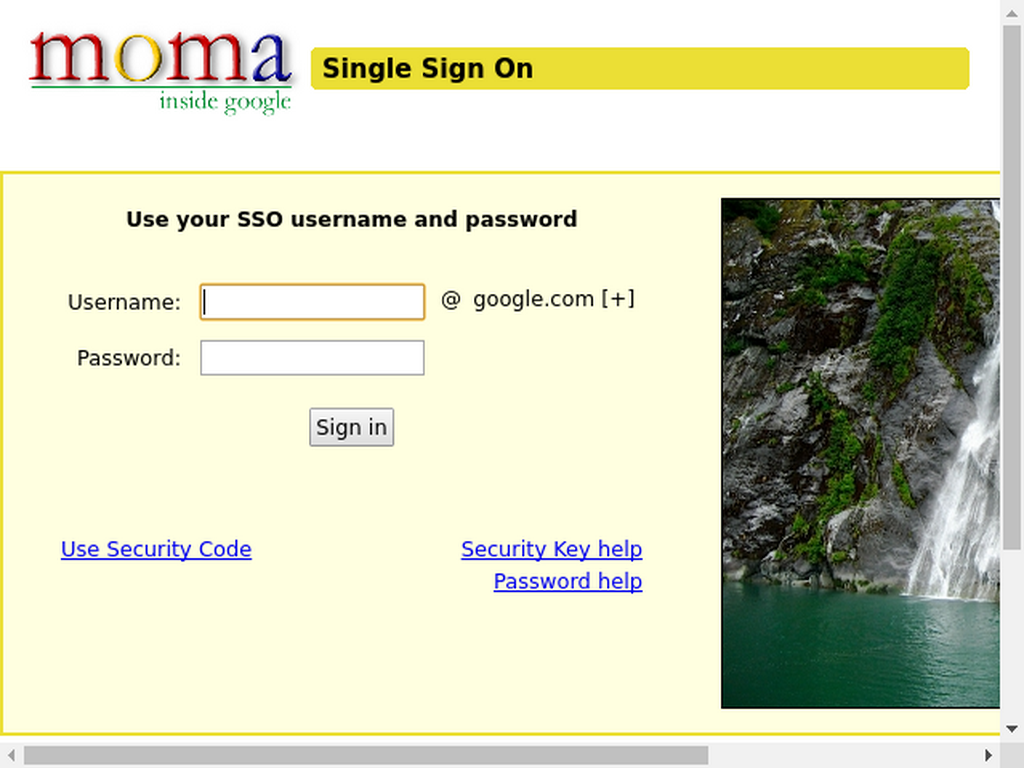 moma
inside google
Single Sign On
Use your SSO username and password
Username:
@ google.com [+]
Password:
Sign in
Use Security Code
Security Key help
Password help